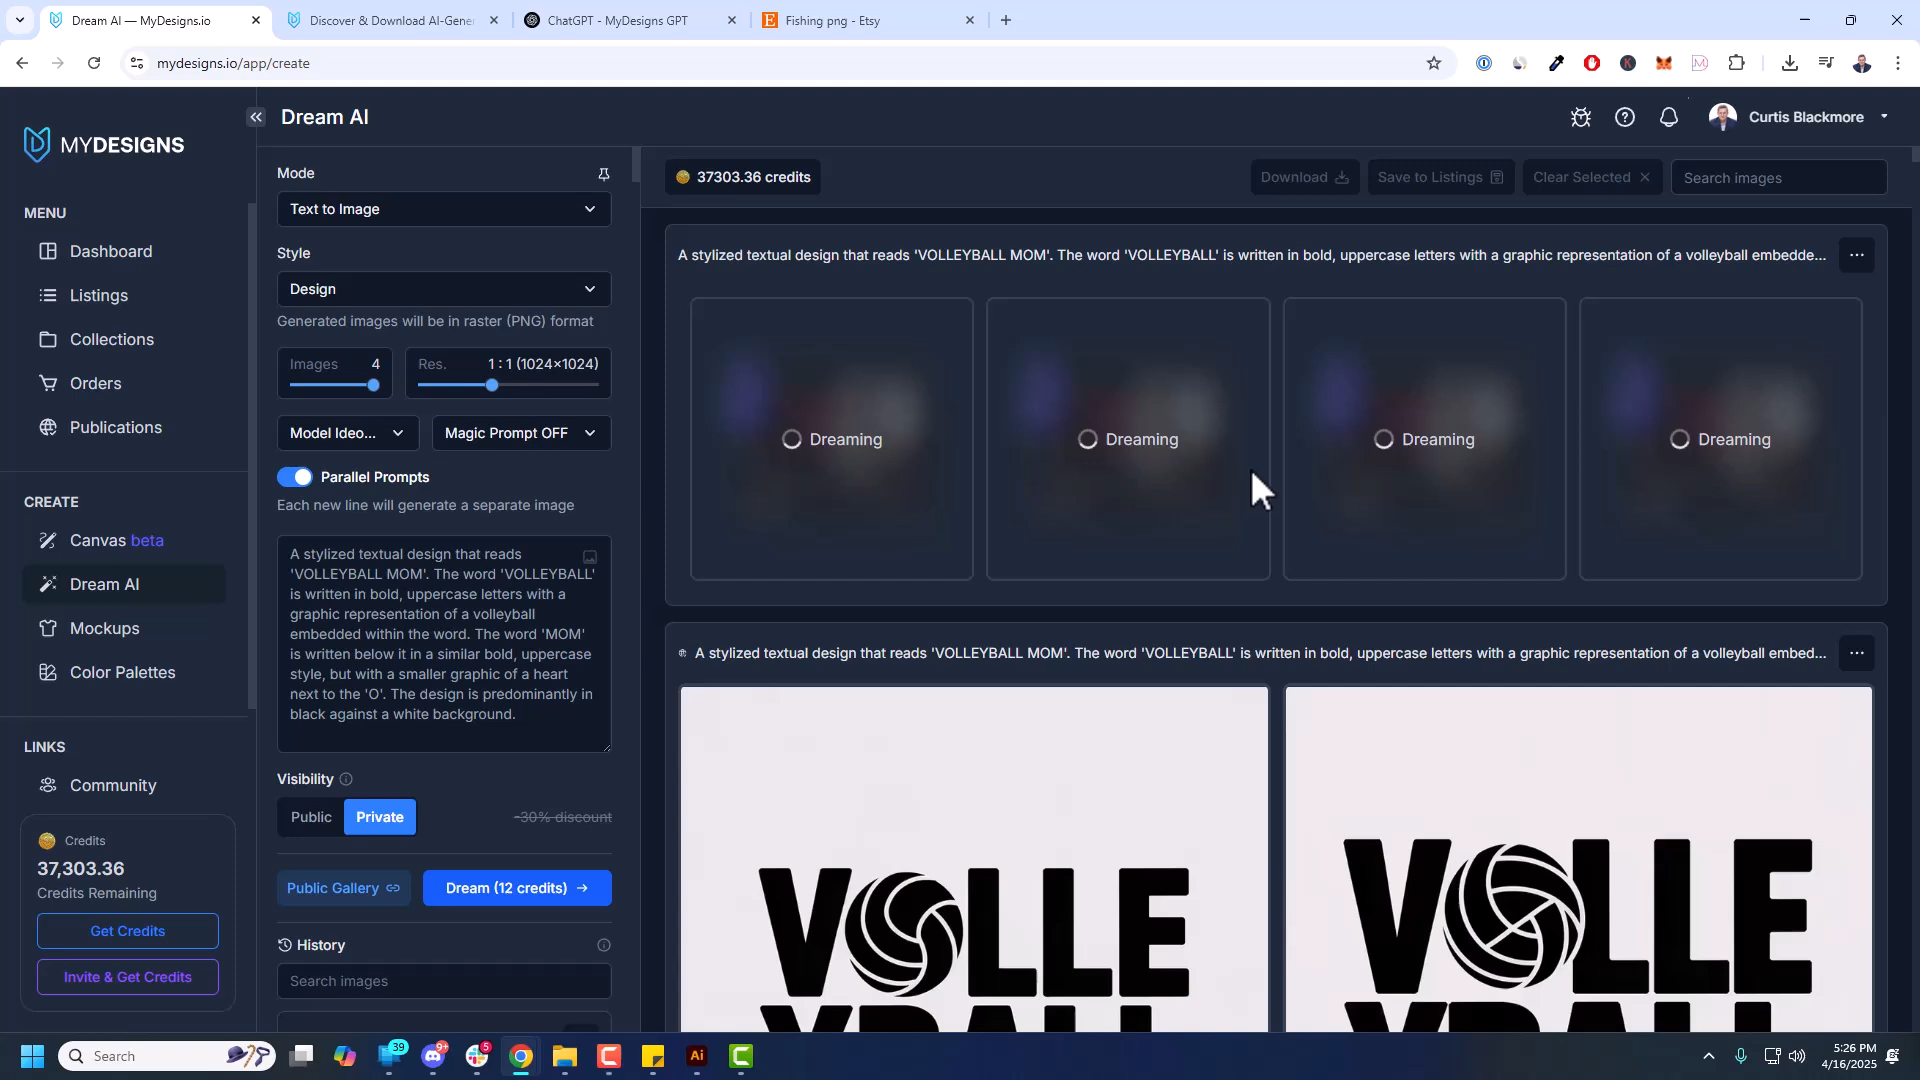 Dream AI — MyDesigns.io
Discover & Download AI-Gener
ChatGPT - MyDesigns GPT
Fishing png - Etsy
mydesigns.io/app/create
MYDESIGNS
Dream AI
Curtis Blackmore
MENU
Dashboard
Listings
Collections
Orders
Publications
CREATE
Canvas beta
Dream AI
Mockups
Color Palettes
LINKS
Community
Credits
37,303.36
Credits Remaining
Get Credits
Invite & Get Credits
Mode
Text to Image
Style
Design
Generated images will be in raster (PNG) format
Images 4
Res. 1 : 1 (1024×1024)
Model Ideo...
Magic Prompt OFF
Parallel Prompts
Each new line will generate a separate image
A stylized textual design that reads
'VOLLEYBALL MOM'. The word 'VOLLEYBALL'
is written in bold, uppercase letters with a
graphic representation of a volleyball
embedded within the word. The word 'MOM'
is written below it in a similar bold, uppercase
style, but with a smaller graphic of a heart
next to the 'O'. The design is predominantly in
black against a white background.
Visibility
Public
Private
-30% discount
Public Gallery
Dream (12 credits) →
History
Search images
37303.36 credits
Download
Save to Listings
Clear Selected ×
Search images
A stylized textual design that reads 'VOLLEYBALL MOM'. The word 'VOLLEYBALL' is written in bold, uppercase letters with a graphic representation of a volleyball embedde...
Dreaming
Dreaming
Dreaming
Dreaming
A stylized textual design that reads 'VOLLEYBALL MOM'. The word 'VOLLEYBALL' is written in bold, uppercase letters with a graphic representation of a volleyball embed...
VOLLE
VOLLE
Search
39
9+
5
Ai
5:26 PM
4/16/2025